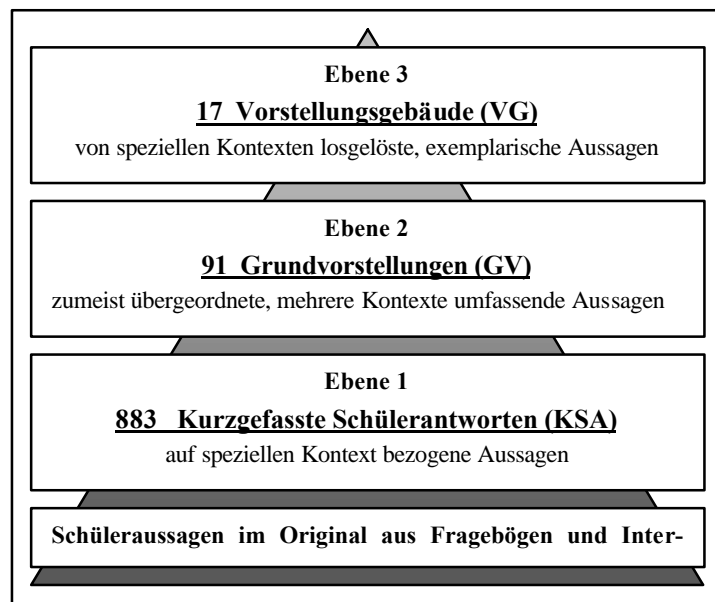 Ebene 3
17 Vorstellungsgebäude (VG)
von speziellen Kontexten losgelöste, exemplarische Aussagen
Ebene 2
91 Grundvorstellungen (GV)
zumeist übergeordnete, mehrere Kontexte umfassende Aussagen
Ebene 1
883 Kurzgefasste Schülerantworten (KSA)
auf speziellen Kontext bezogene Aussagen
Schüleraussagen im Original aus Fragebögen und Inter-